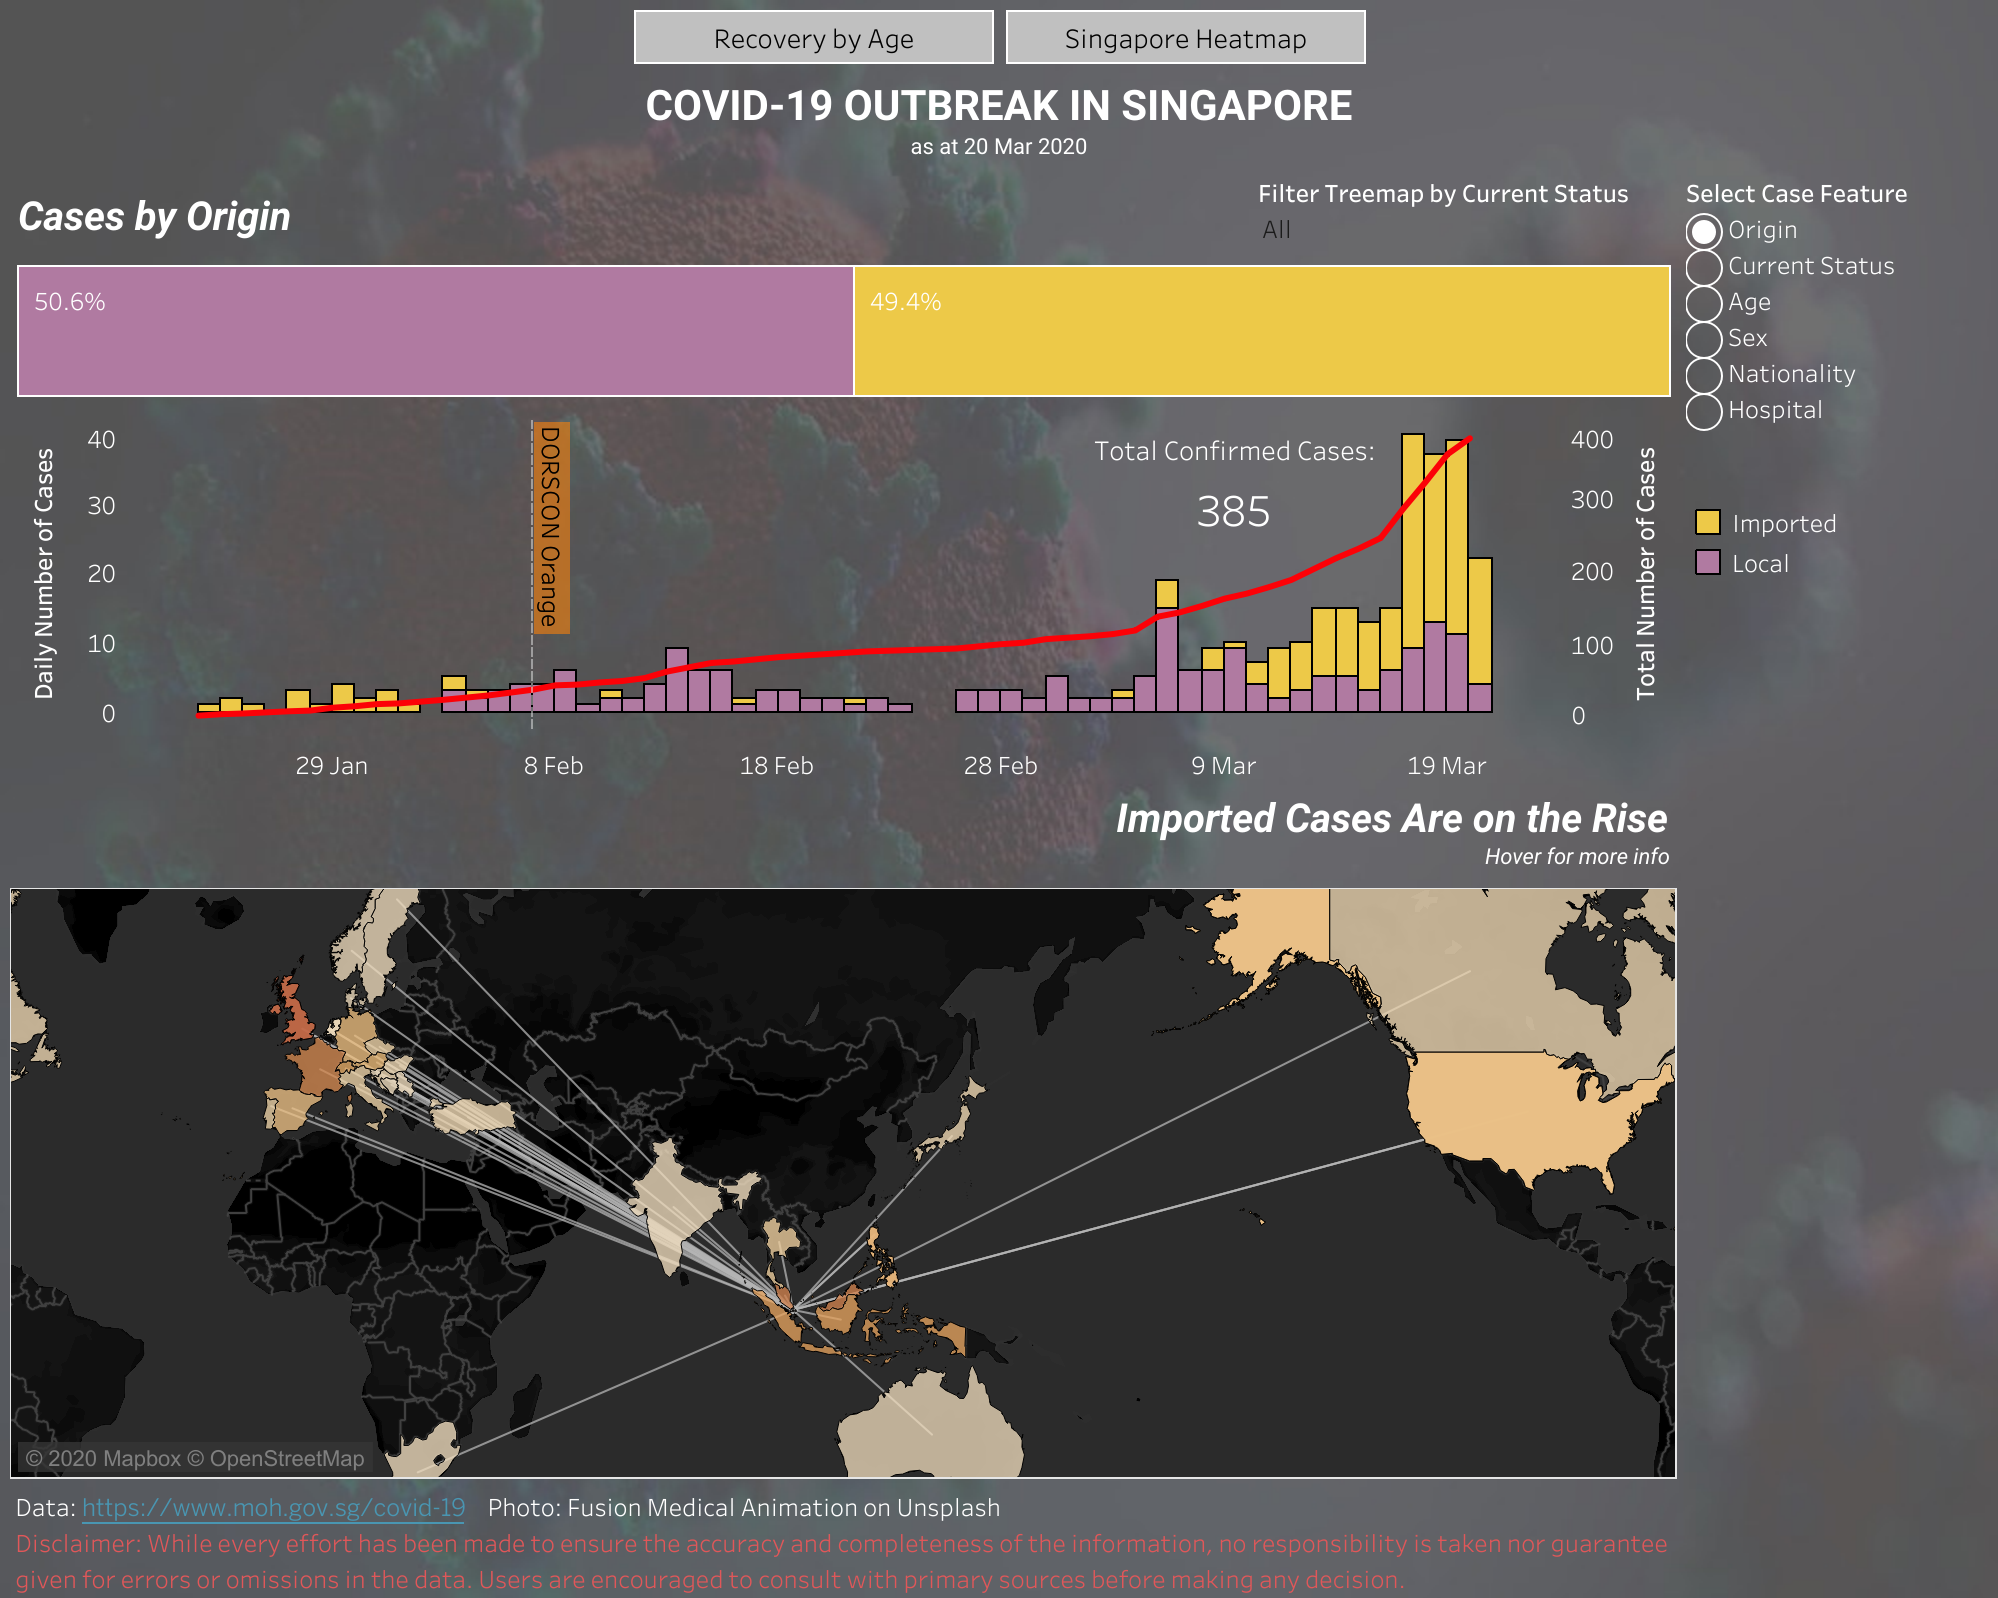 Recovery by Age
Singapore Heatmap
COVID-19 OUTBREAK IN SINGAPORE
as at 20 Mar 2020
Cases by Origin
Filter Treemap by Current Status
All
Select Case Feature
Origin
Current Status
Age
Sex
Nationality
Hospital
50.6%
49.4%
Daily Number of Cases
40
30
20
10
0
DORSCON Orange
Total Confirmed Cases:
385
400
300
200
100
0
Total Number of Cases
Imported
Local
29 Jan
8 Feb
18 Feb
28 Feb
9 Mar
19 Mar
Imported Cases Are on the Rise
Hover for more info
© 2020 Mapbox © OpenStreetMap
Data: https://www.moh.gov.sg/covid-19 Photo: Fusion Medical Animation on Unsplash
Disclaimer: While every effort has been made to ensure the accuracy and completeness of the information, no responsibility is taken nor guarantee
given for errors or omissions in the data. Users are encouraged to consult with primary sources before making any decision.